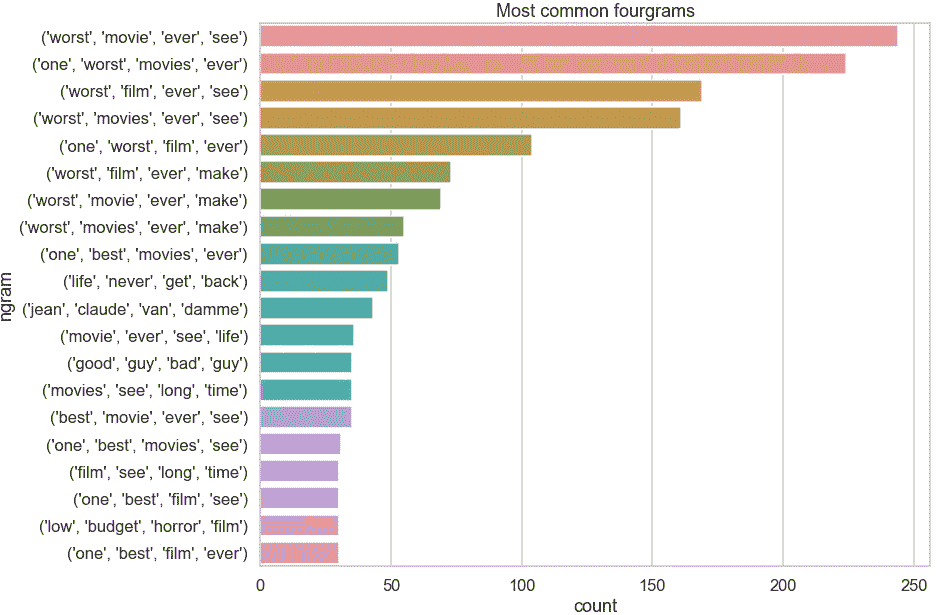 Most common fourgrams
('worst', 'movie', 'ever', 'see')
('one', 'worst', 'movies', 'ever')
('worst', 'film', 'ever', 'see')
('worst', 'movies', 'ever', 'see')
('one', 'worst', 'film', 'ever')
('worst', 'film', 'ever', 'make')
('worst', 'movie', 'ever', 'make')
('worst', 'movies', 'ever', 'make')
('one', 'best', 'movies', 'ever')
('life', 'never', 'get', 'back')
('jean', 'claude', 'van', 'damme')
('movie', 'ever', 'see', 'life')
('good', 'guy', 'bad', 'guy')
('movies', 'see', 'long', 'time')
('best', 'movie', 'ever', 'see')
('one', 'best', 'movies', 'see')
('film', 'see', 'long', 'time')
('one', 'best', 'film', 'see')
('low', 'budget', 'horror', 'film')
('one', 'best', 'film', 'ever')
ngram
0 50 100 150 200 250
count